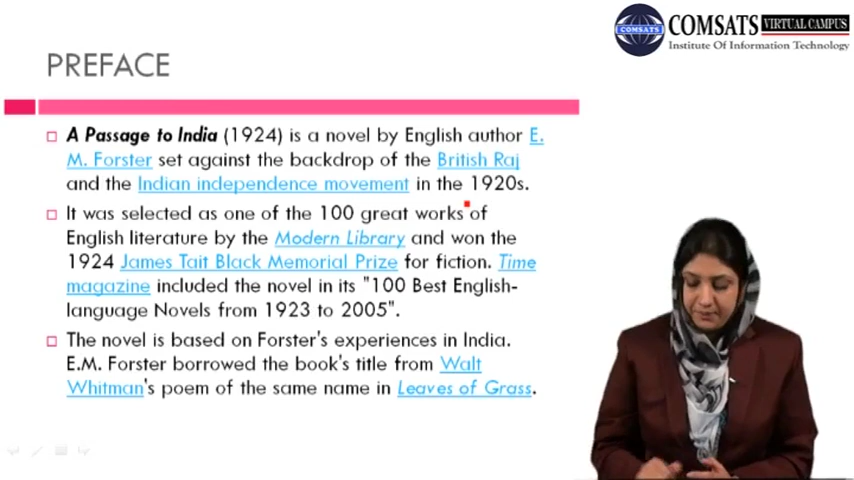 COMSATS VIRTUAL CAMPUS
COMSATS
Institute Of Information Technology
PREFACE
A Passage to India (1924) is a novel by English author E.
M. Forster set against the backdrop of the British Raj
and the Indian independence movement in the 1920s.
It was selected as one of the 100 great works of
English literature by the Modern Library and won the
1924 James Tait Black Memorial Prize for fiction. Time
magazine included the novel in its "100 Best English-
language Novels from 1923 to 2005".
The novel is based on Forster's experiences in India.
E.M. Forster borrowed the book's title from Walt
Whitman's poem of the same name in Leaves of Grass.